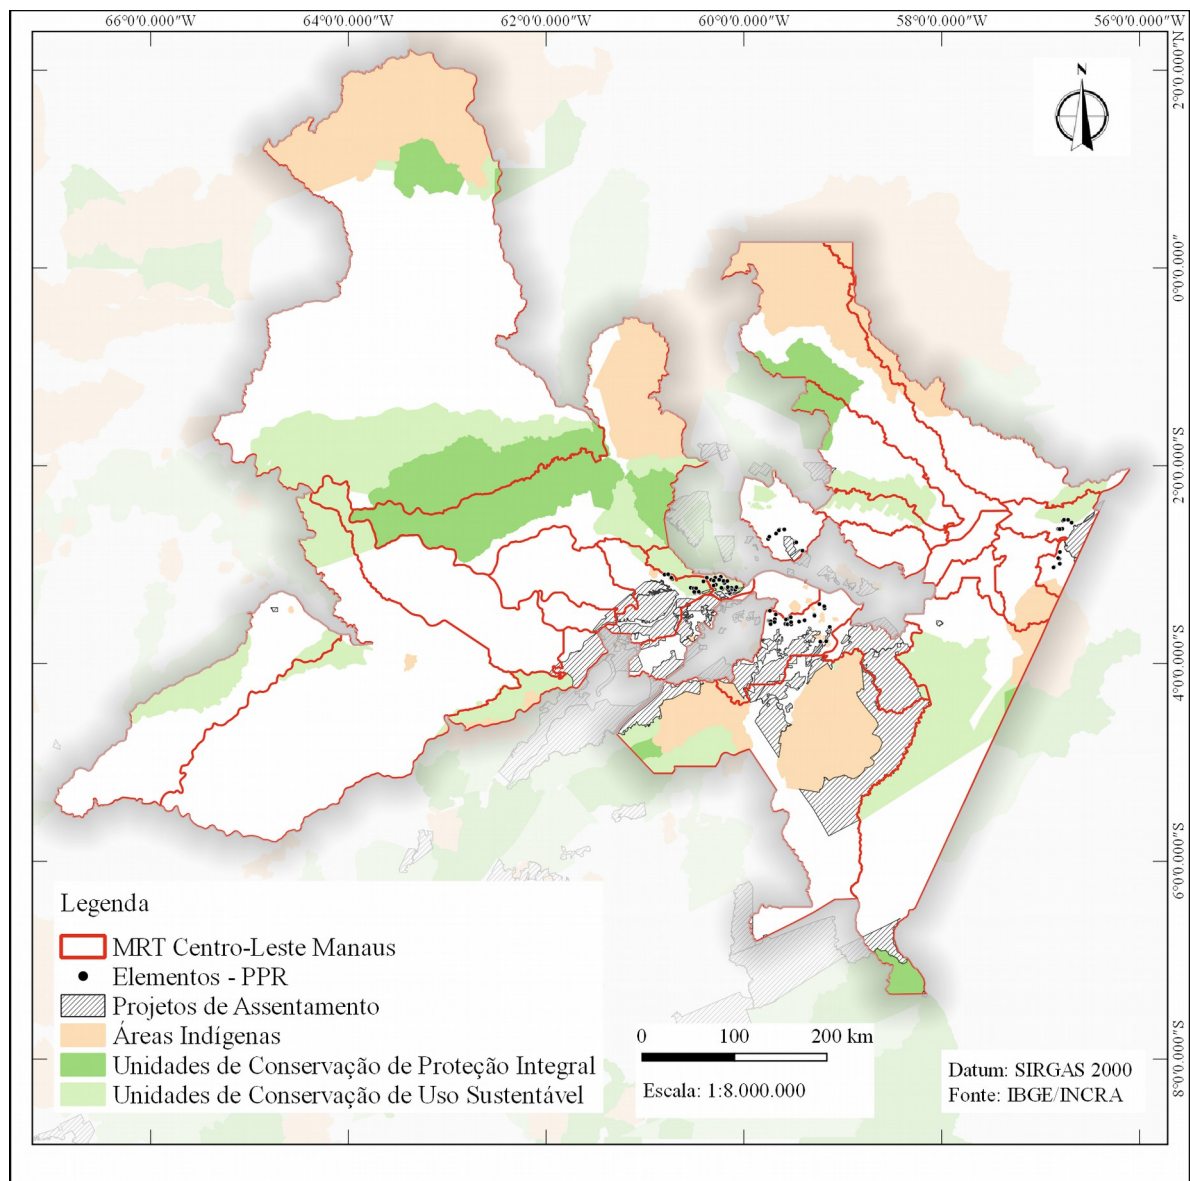 66°0'0.000"W 64°0'0.000"W 62°0'0.000"W 60°0'0.000"W 58°0'0.000"W 56°0'0.000"W
N
2°0'0.000"N
0°0'0.000"
2°0'0.000"S
4°0'0.000"S
6°0'0.000"S
8°0'0.000"S
Legenda
MRT Centro-Leste Manaus
Elementos - PPR
Projetos de Assentamento
Áreas Indígenas
Unidades de Conservação de Proteção Integral
Unidades de Conservação de Uso Sustentável
0 100 200 km
Escala: 1:8.000.000
Datum: SIRGAS 2000
Fonte: IBGE/INCRA